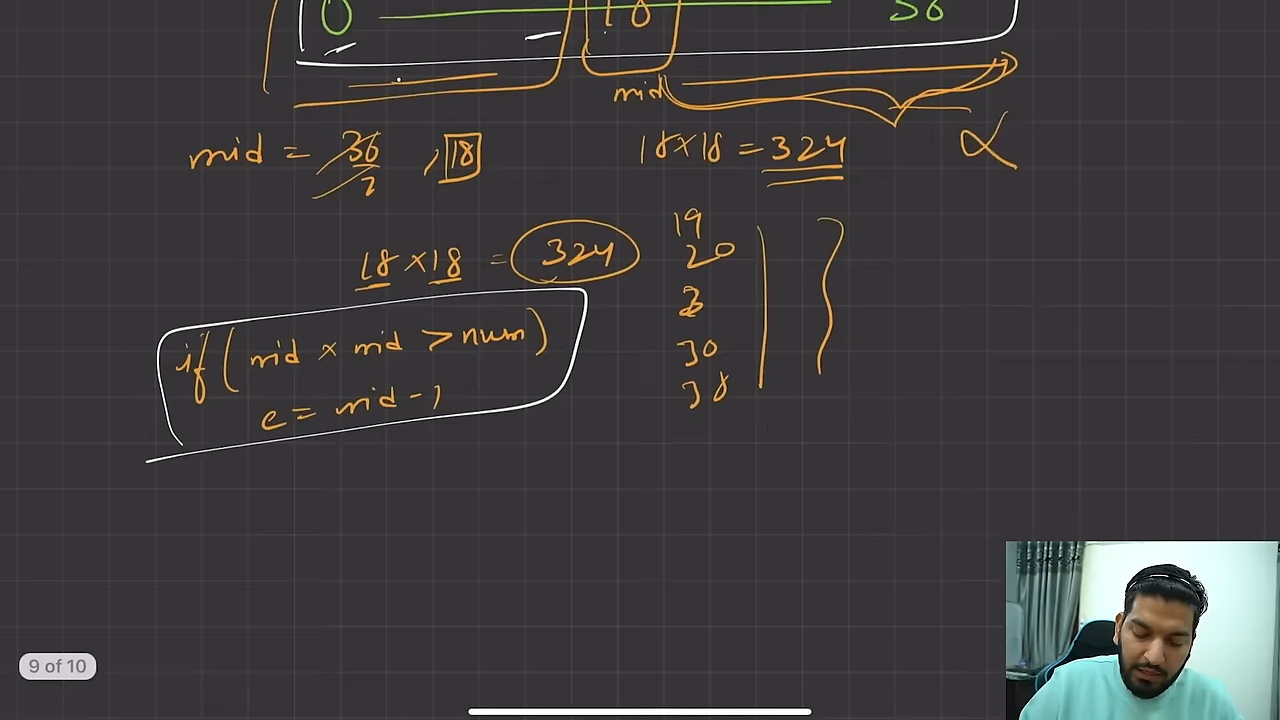 0 18 36
mid
mid = 36/2 , 18 18 × 18 = 324
18 × 18 = 324
19
20
30
38
if ( mid × mid > num )
e = mid - 1
9 of 10